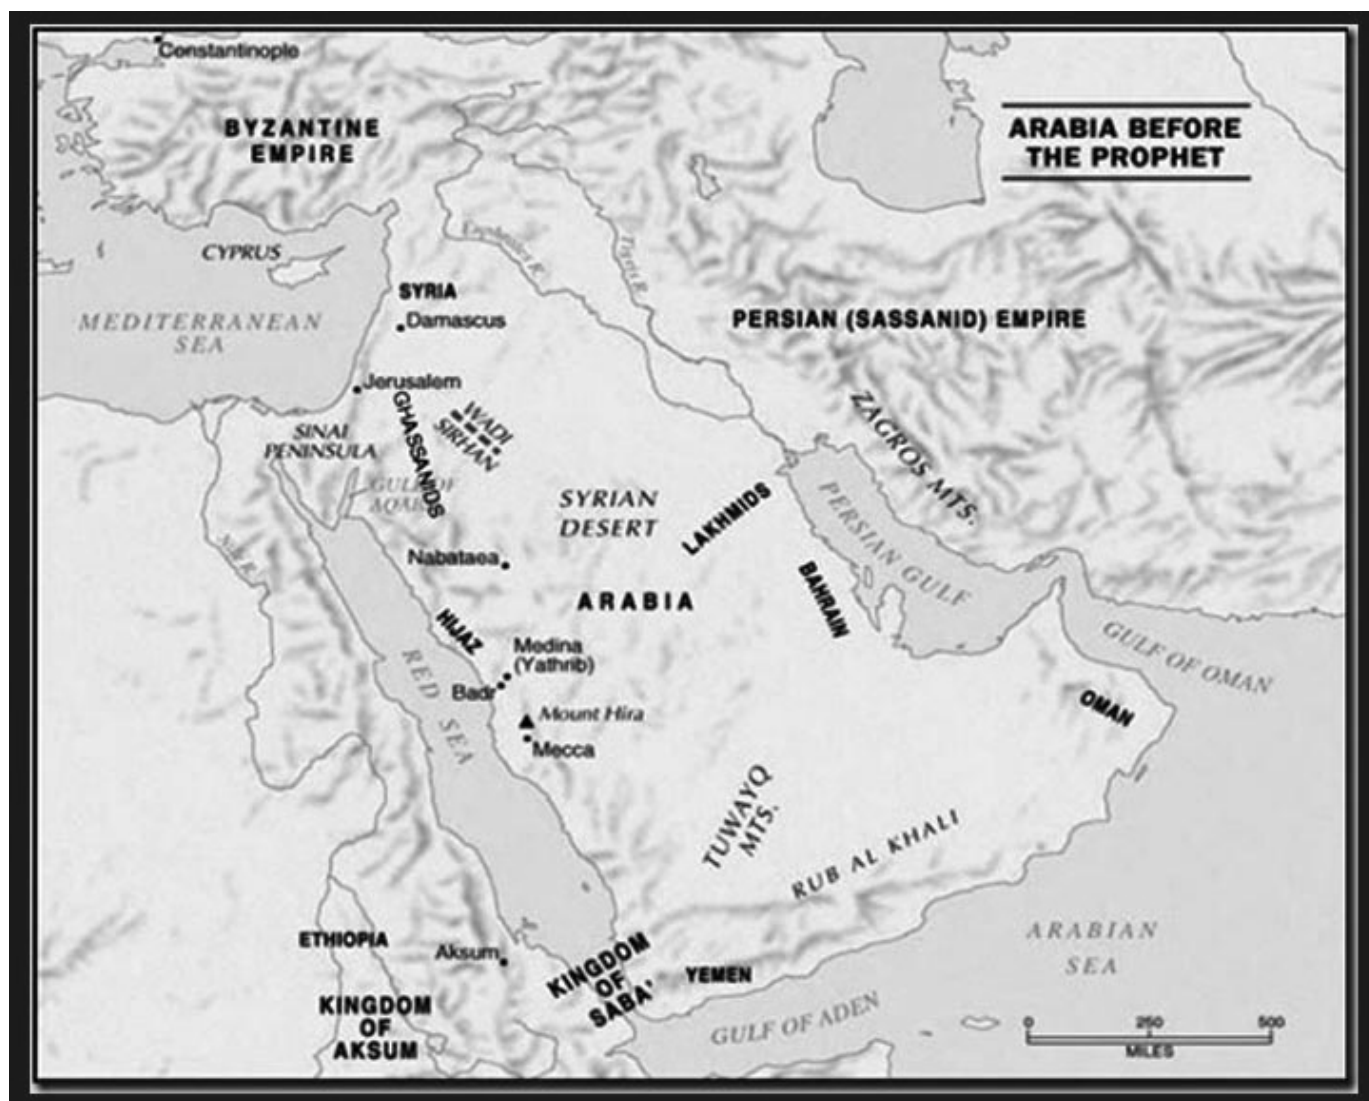 Constantinople
BYZANTINE
EMPIRE
ARABIA BEFORE
THE PROPHET
CYPRUS
Euphrates R.
Tigris R.
SYRIA
Damascus
MEDITERRANEAN
SEA
PERSIAN (SASSANID) EMPIRE
Jerusalem
GHASSANIDS
WADI
SIRHAN
SINAI
PENINSULA
ZAGROS MTS.
GULF OF
AQABA
SYRIAN
DESERT
LAKHMIDS
PERSIAN GULF
Nile R.
Nabataea
BAHRAIN
ARABIA
HIJAZ
Medina
(Yathrib)
GULF OF OMAN
RED SEA
Badr
OMAN
Mount Hira
Mecca
TUWAYQ
MTS.
RUB AL KHALI
ETHIOPIA
Aksum
KINGDOM
OF
SABA'
YEMEN
ARABIAN
SEA
KINGDOM
OF
AKSUM
GULF OF ADEN
0 250 500
MILES